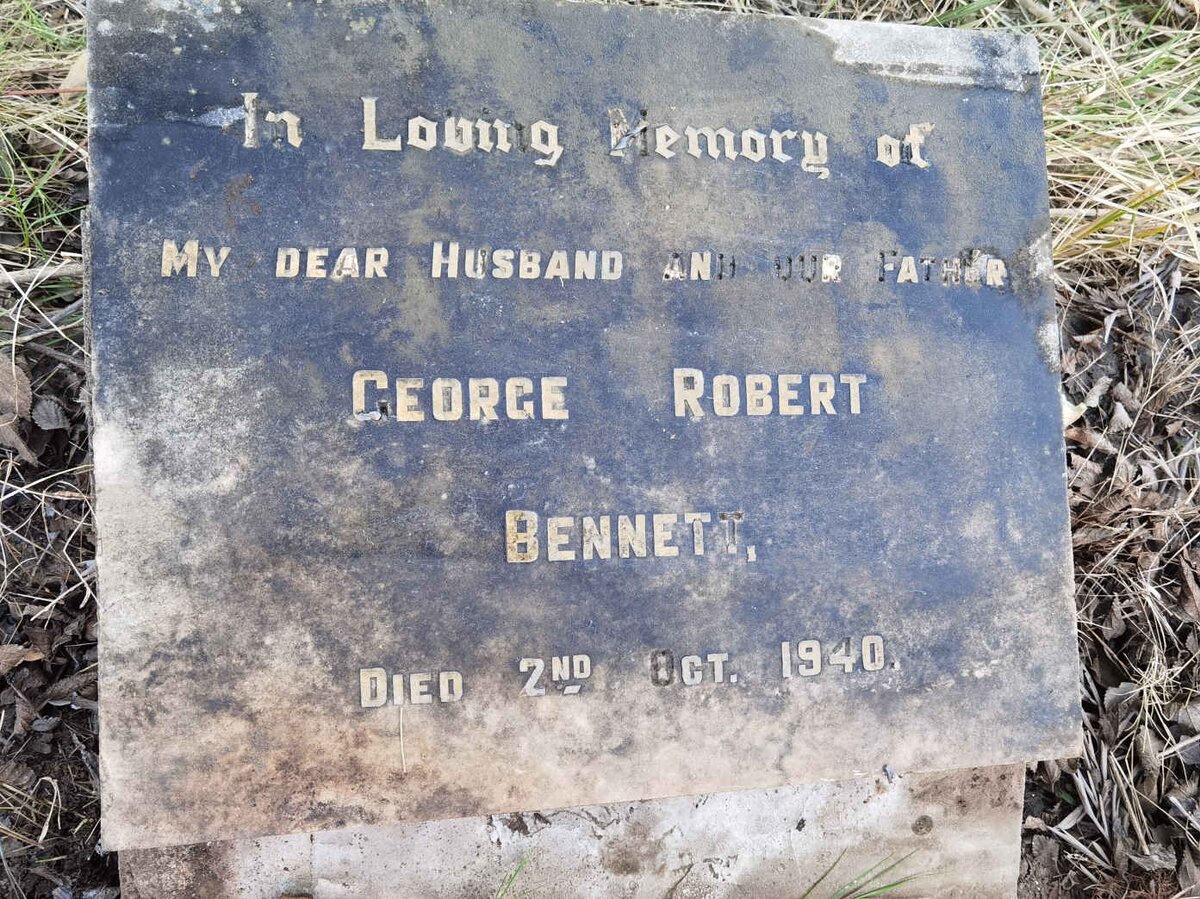 In Loving Memory of
My dear Husband and our Father
George Robert
Bennett,
Died 2nd Oct. 1940.